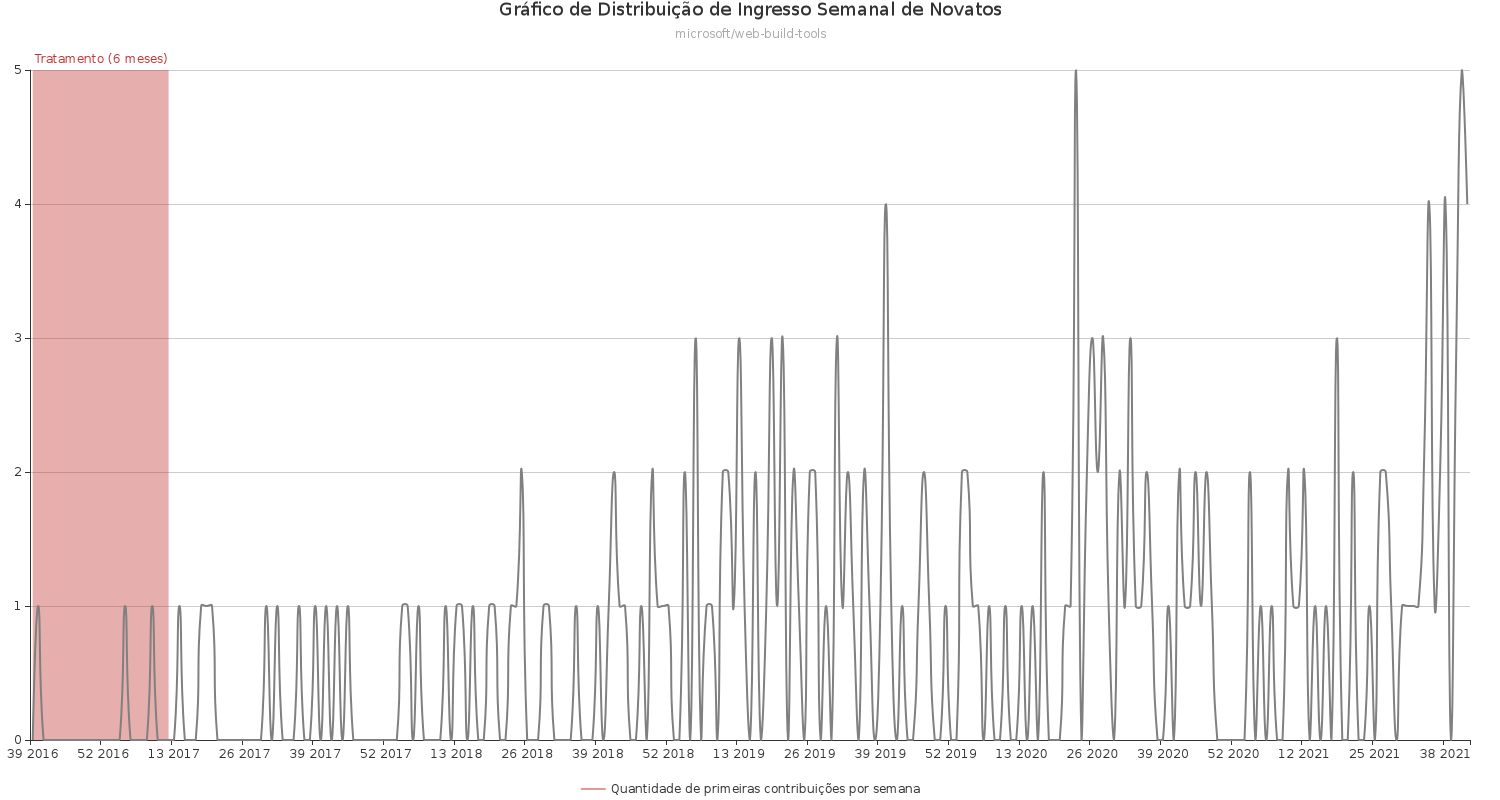 Gráfico de Distribuição de Ingresso Semanal de Novatos
microsoft/web-build-tools
Tratamento (6 meses)
5
4
3
2
1
0
39 2016 52 2016 13 2017 26 2017 39 2017 52 2017 13 2018 26 2018 39 2018 52 2018 13 2019 26 2019 39 2019 52 2019 13 2020 26 2020 39 2020 52 2020 12 2021 25 2021 38 2021
Quantidade de primeiras contribuições por semana